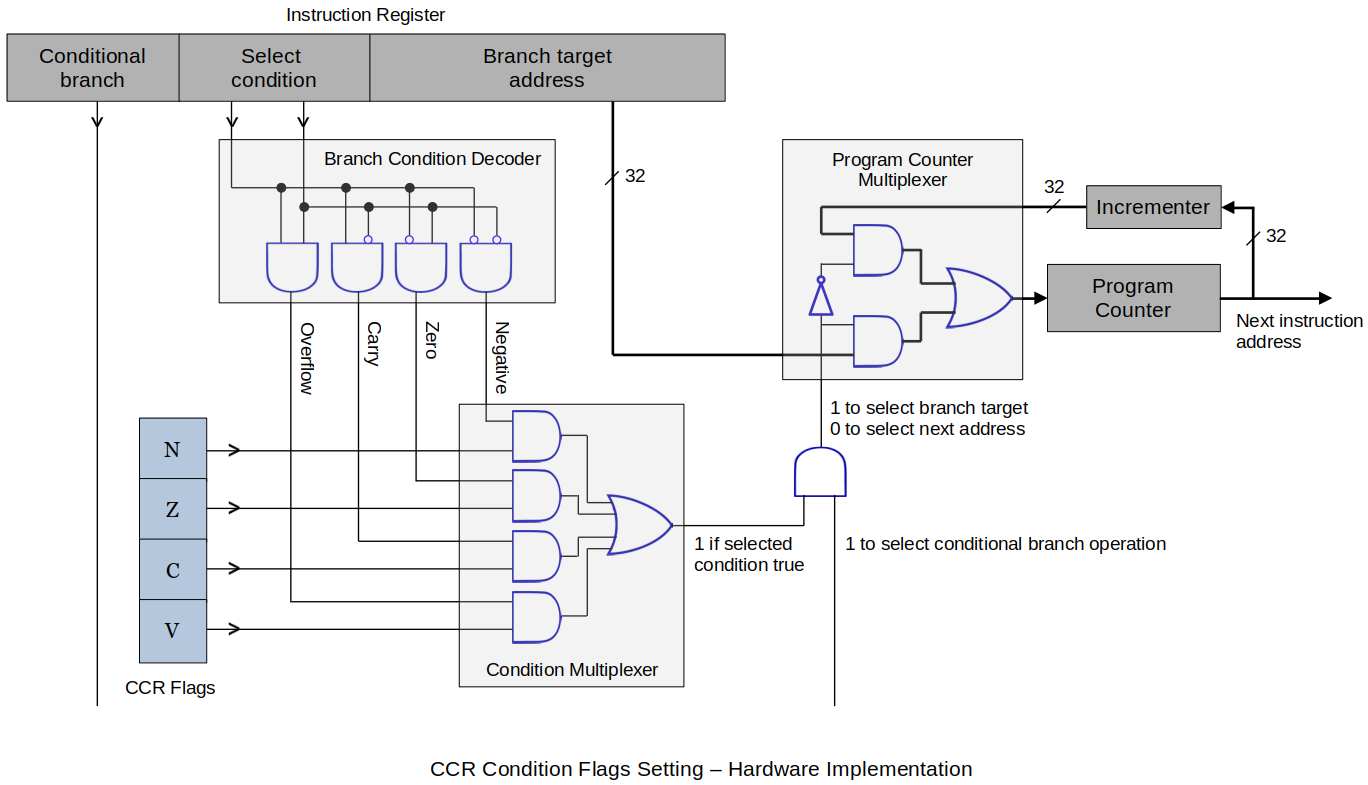 Instruction Register
Conditional
branch
Select
condition
Branch target
address
Branch Condition Decoder
32
Program Counter
Multiplexer
32
Incrementer
32
Program
Counter
Next instruction
address
Overflow
Carry
Zero
Negative
1 to select branch target
0 to select next address
N
Z
C
V
CCR Flags
1 if selected
condition true
1 to select conditional branch operation
Condition Multiplexer
CCR Condition Flags Setting – Hardware Implementation